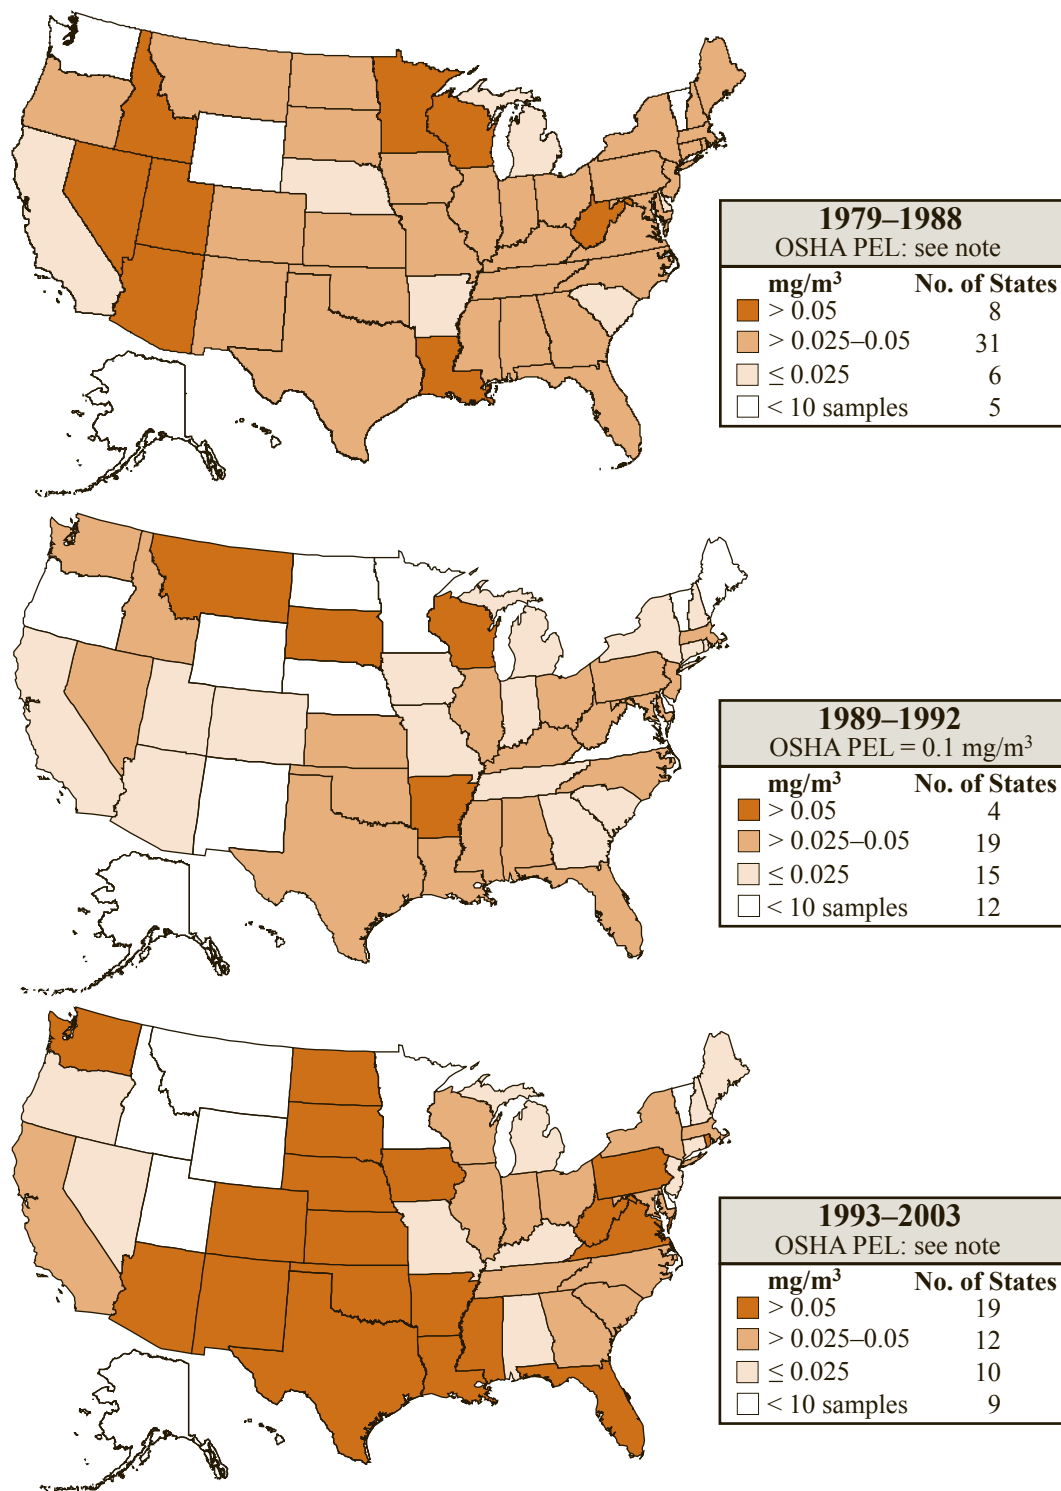 1979–1988
OSHA PEL: see note
mg/m³ No. of States
> 0.05 8
> 0.025–0.05 31
≤ 0.025 6
< 10 samples 5
1989–1992
OSHA PEL = 0.1 mg/m³
mg/m³ No. of States
> 0.05 4
> 0.025–0.05 19
≤ 0.025 15
< 10 samples 12
1993–2003
OSHA PEL: see note
mg/m³ No. of States
> 0.05 19
> 0.025–0.05 12
≤ 0.025 10
< 10 samples 9